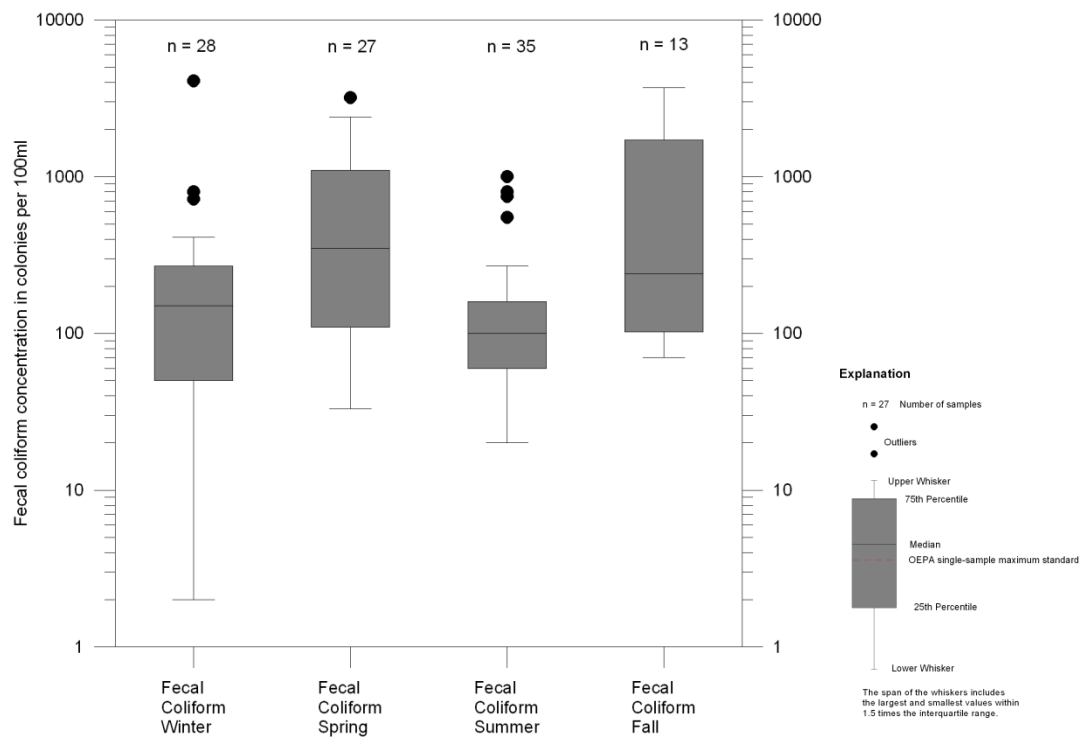 10000
10000
n = 28
n = 27
n = 35
n = 13
1000
1000
100
100
10
10
1
1
Fecal coliform concentration in colonies per 100ml
Fecal
Coliform
Winter
Fecal
Coliform
Spring
Fecal
Coliform
Summer
Fecal
Coliform
Fall
Explanation
n = 27 Number of samples
Outliers
Upper Whisker
75th Percentile
Median
OEPA single-sample maximum standard
25th Percentile
Lower Whisker
The span of the whiskers includes
the largest and smallest values within
1.5 times the interquartile range.